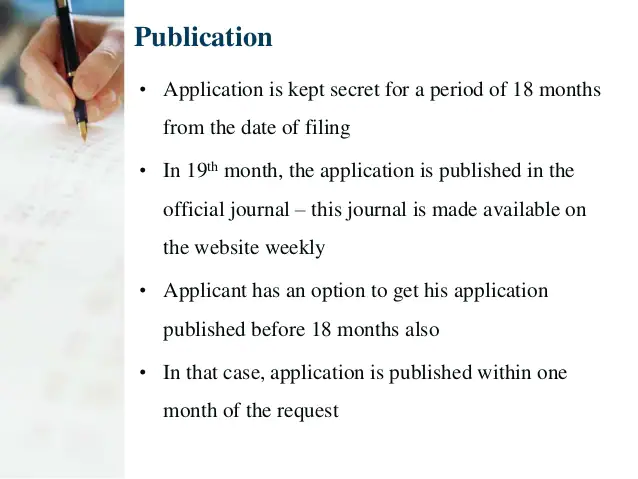 Publication
• Application is kept secret for a period of 18 months
from the date of filing
• In 19th month, the application is published in the
official journal – this journal is made available on
the website weekly
• Applicant has an option to get his application
published before 18 months also
• In that case, application is published within one
month of the request